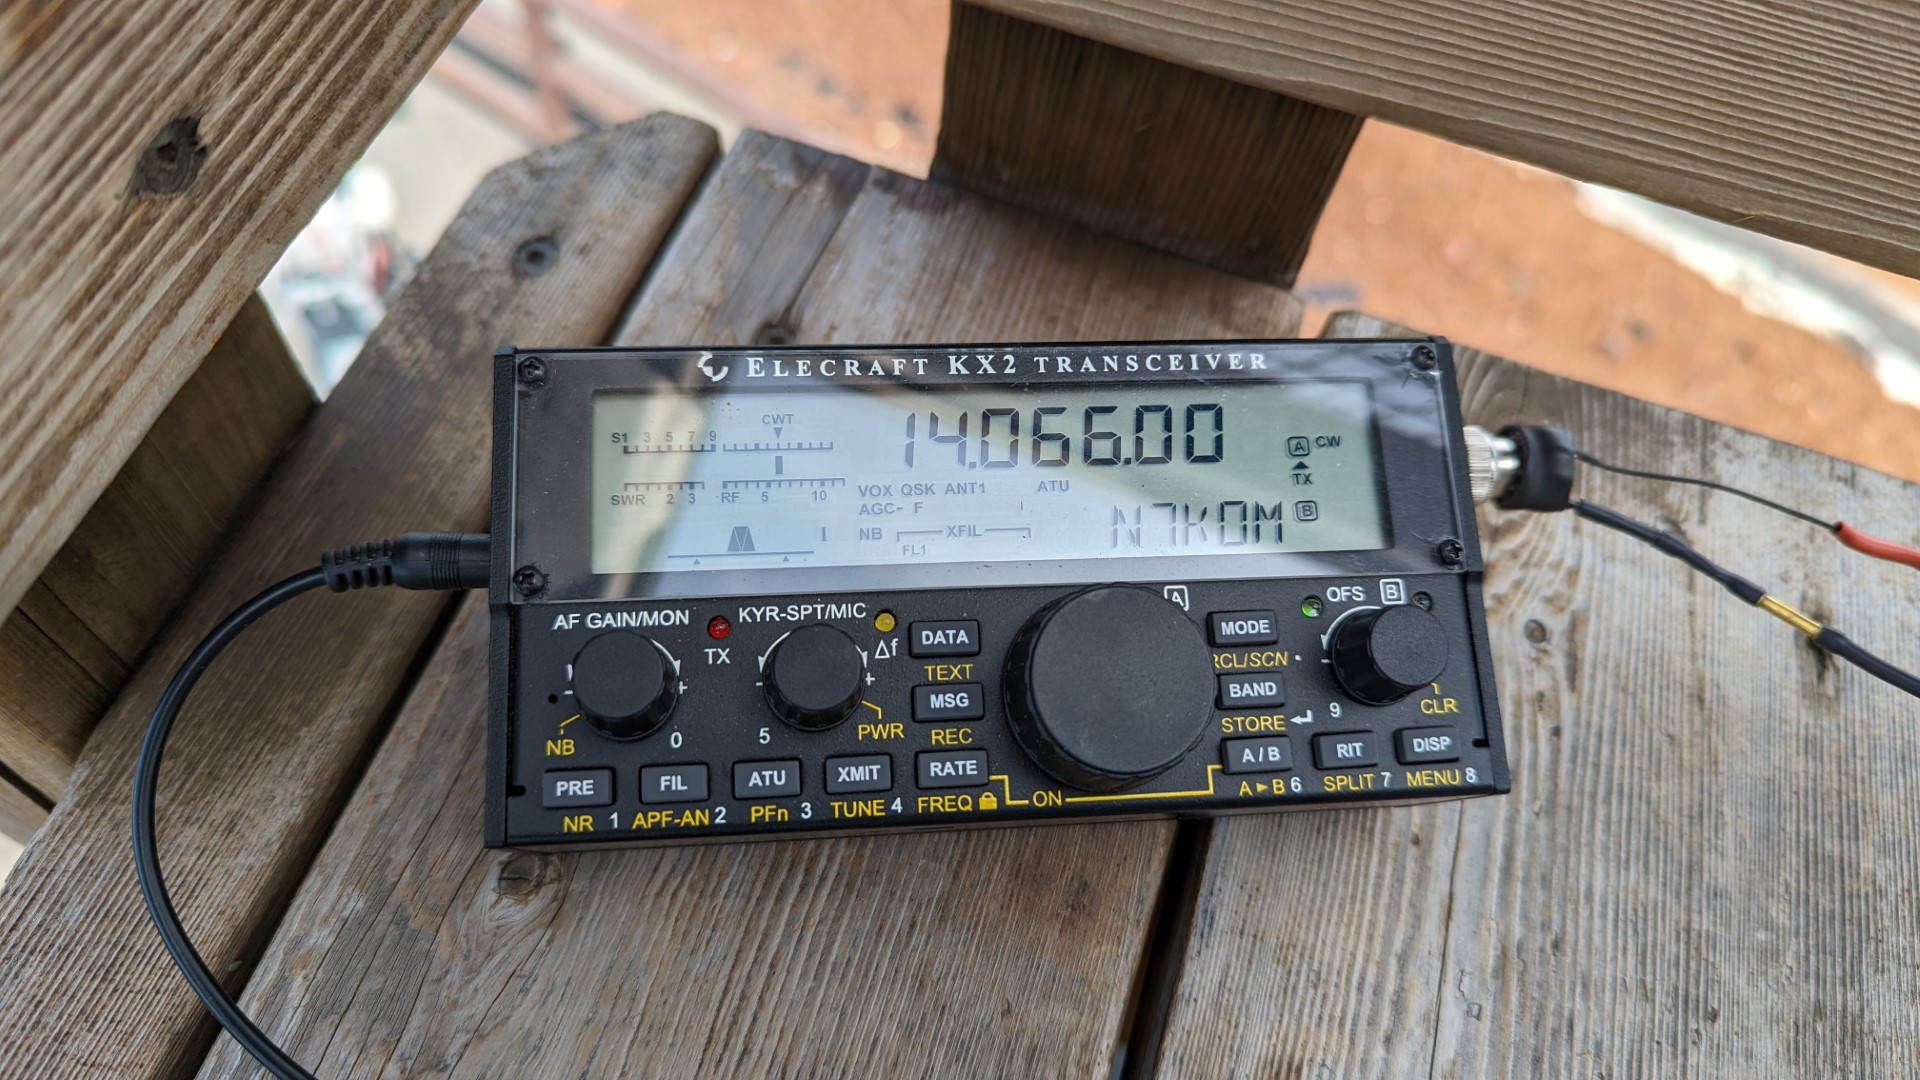 ELECRAFT KX2 TRANSCEIVER
CWT
S1 3 5 7 9
14.066.00
A CW
TX
SWR 2 3 RF 5 10
VOX QSK ANT1 ATU
AGC- F
N7KOM B
NB XFIL
FL1
AF GAIN/MON
TX
KYR-SPT/MIC
Δf
- +
- +
NB 0 5 PWR
DATA
TEXT
MSG
REC
RATE
FREQ
ON
A
MODE
RCL/SCN
BAND
STORE
A/B
A►B 6
OFS B
-
9
CLR
RIT
SPLIT 7
DISP
MENU 8
PRE
NR 1
FIL
APF-AN 2
ATU
PFn 3
XMIT
TUNE 4